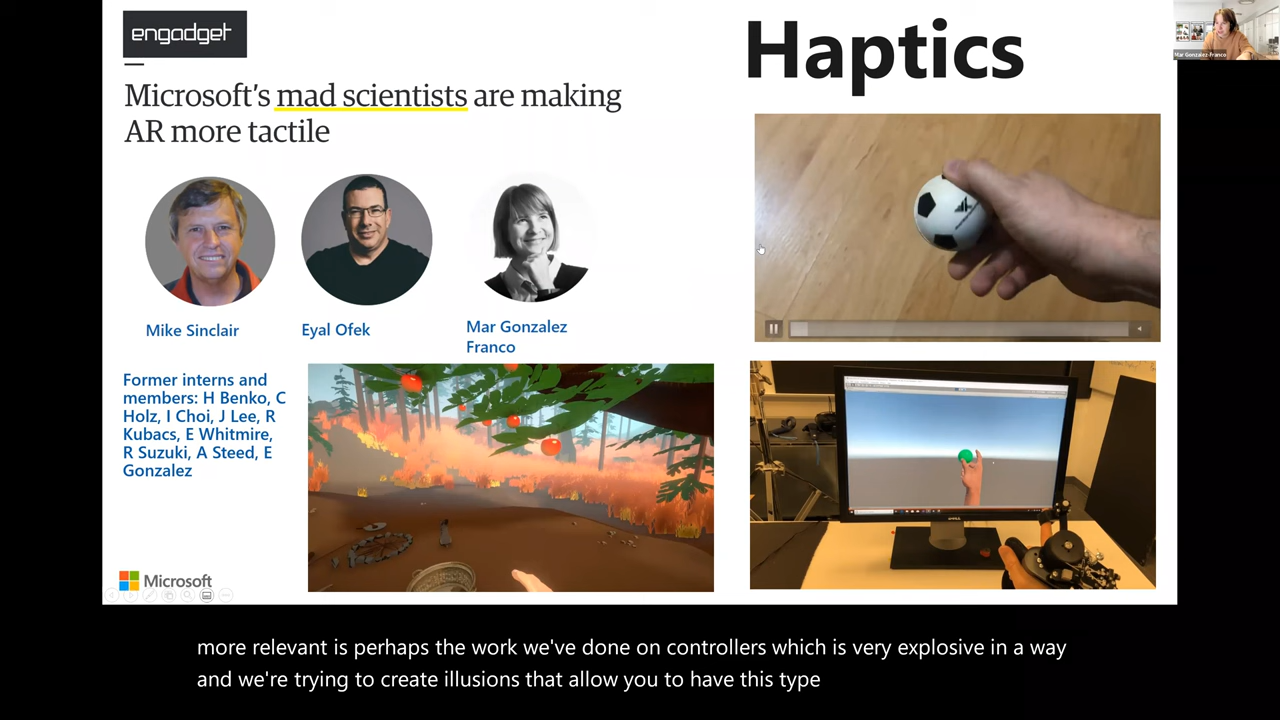 engadget
Microsoft's mad scientists are making
AR more tactile
Haptics
Mar Gonzalez-Franco
Mike Sinclair
Eyal Ofek
Mar Gonzalez
Franco
Former interns and
members: H Benko, C
Holz, I Choi, J Lee, R
Kubacs, E Whitmire,
R Suzuki, A Steed, E
Gonzalez
DELL
Microsoft
more relevant is perhaps the work we've done on controllers which is very explosive in a way
and we're trying to create illusions that allow you to have this type